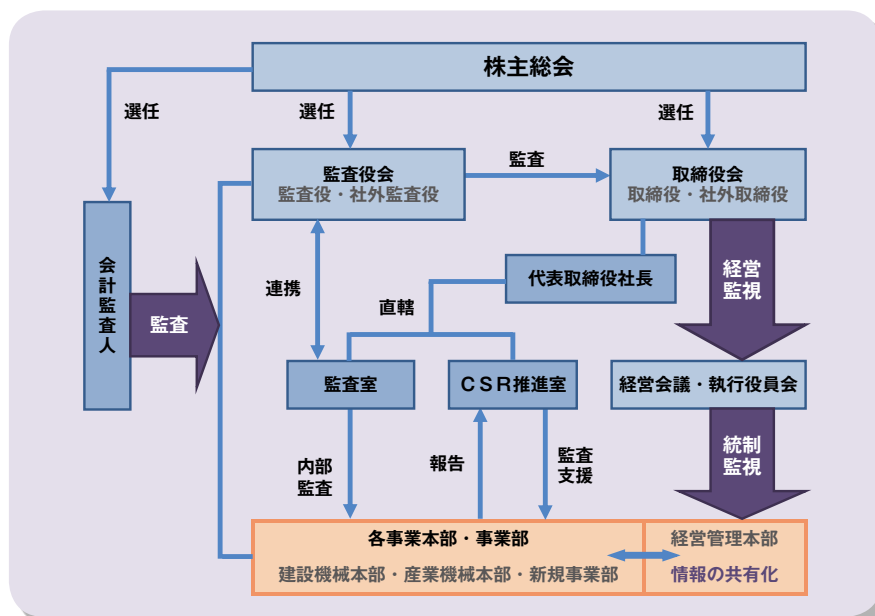 株主総会
選任
選任
選任
監査役会
監査役・社外監査役
監査
取締役会
取締役・社外取締役
会計監査人
監査
連携
直轄
代表取締役社長
経営
監視
監査室
CSR推進室
経営会議・執行役員会
内部
監査
報告
監査
支援
統制
監視
各事業本部・事業部
建設機械本部・産業機械本部・新規事業部
経営管理本部
情報の共有化